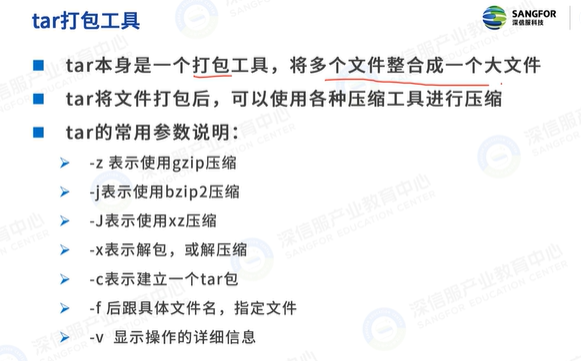 tar打包工具
SANGFOR
深信服科技
tar本身是一个打包工具，将多个文件整合成一个大文件
tar将文件打包后，可以使用各种压缩工具进行压缩
tar的常用参数说明：
-z 表示使用gzip压缩
-j表示使用bzip2压缩
-J表示使用xz压缩
-x表示解包，或解压缩
-c表示建立一个tar包
-f 后跟具体文件名，指定文件
-v 显示操作的详细信息
深信服产业教育中心
SANGFOR EDUCATION CENTER